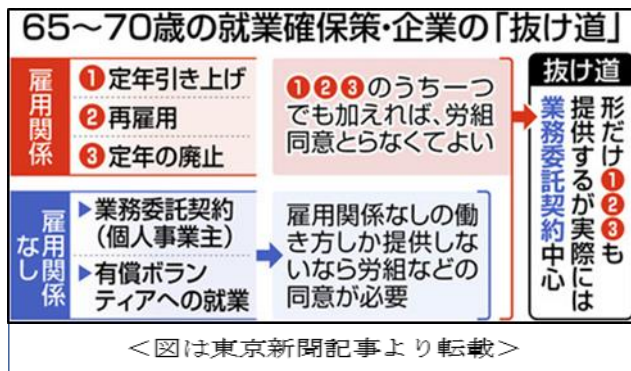 65~70歳の就業確保策・企業の「抜け道」
雇用関係
❶定年引き上げ
❷再雇用
❸定年の廃止
❶❷❸のうち一つ
でも加えれば、労組
同意とらなくてよい
雇用関係
なし
▶業務委託契約
(個人事業主)
▶有償ボラン
ティアへの就業
雇用関係なしの働
き方しか提供しな
いなら労組などの
同意が必要
抜け道
形だけ❶❷❸も
提供するが実際には
業務委託契約中心
<図は東京新聞記事より転載>